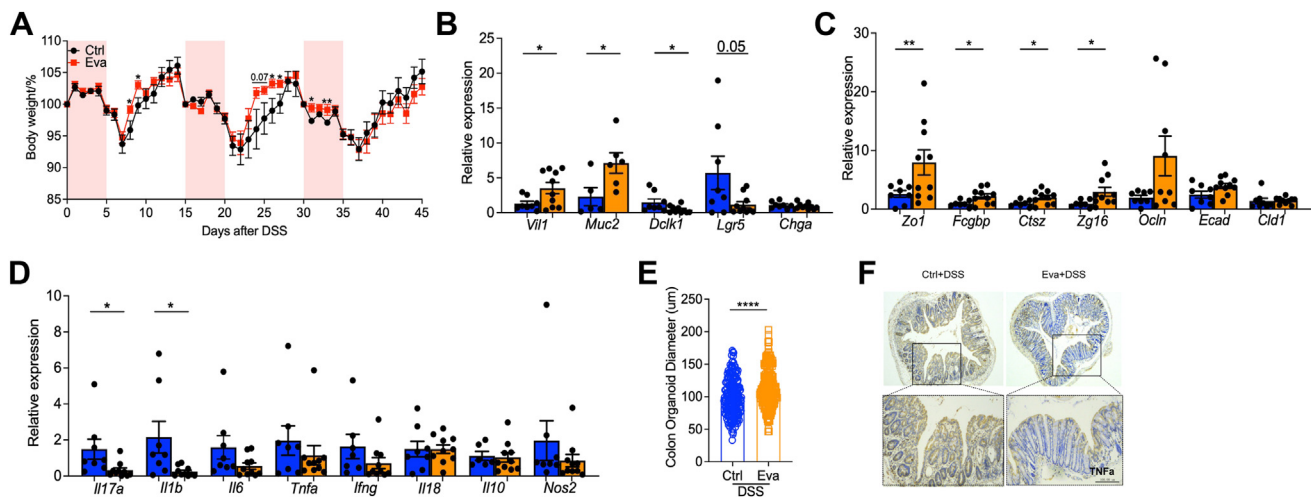 A
Ctrl
Eva
Body weight/%
110
105
100
95
90
85
0.07
*
*
*
*
*
*
**
0 5 10 15 20 25 30 35 40 45
Days after DSS
B
Relative expression
25
20
15
10
5
0
* * * 0.05
Vil1 Muc2 Dclk1 Lgr5 Chga
C
Relative expression
30
20
10
0
** * * *
Zo1 Fcgbp Ctsz Zg16 Ocln Ecad Cld1
D
Relative expression
10
8
6
4
2
0
* *
Il17a Il1b Il6 Tnfa Ifng Il18 Il10 Nos2
E
Colon Organoid Diameter (um)
250
200
150
100
50
0
****
Ctrl Eva
DSS
F
Ctrl+DSS Eva+DSS
TNFa